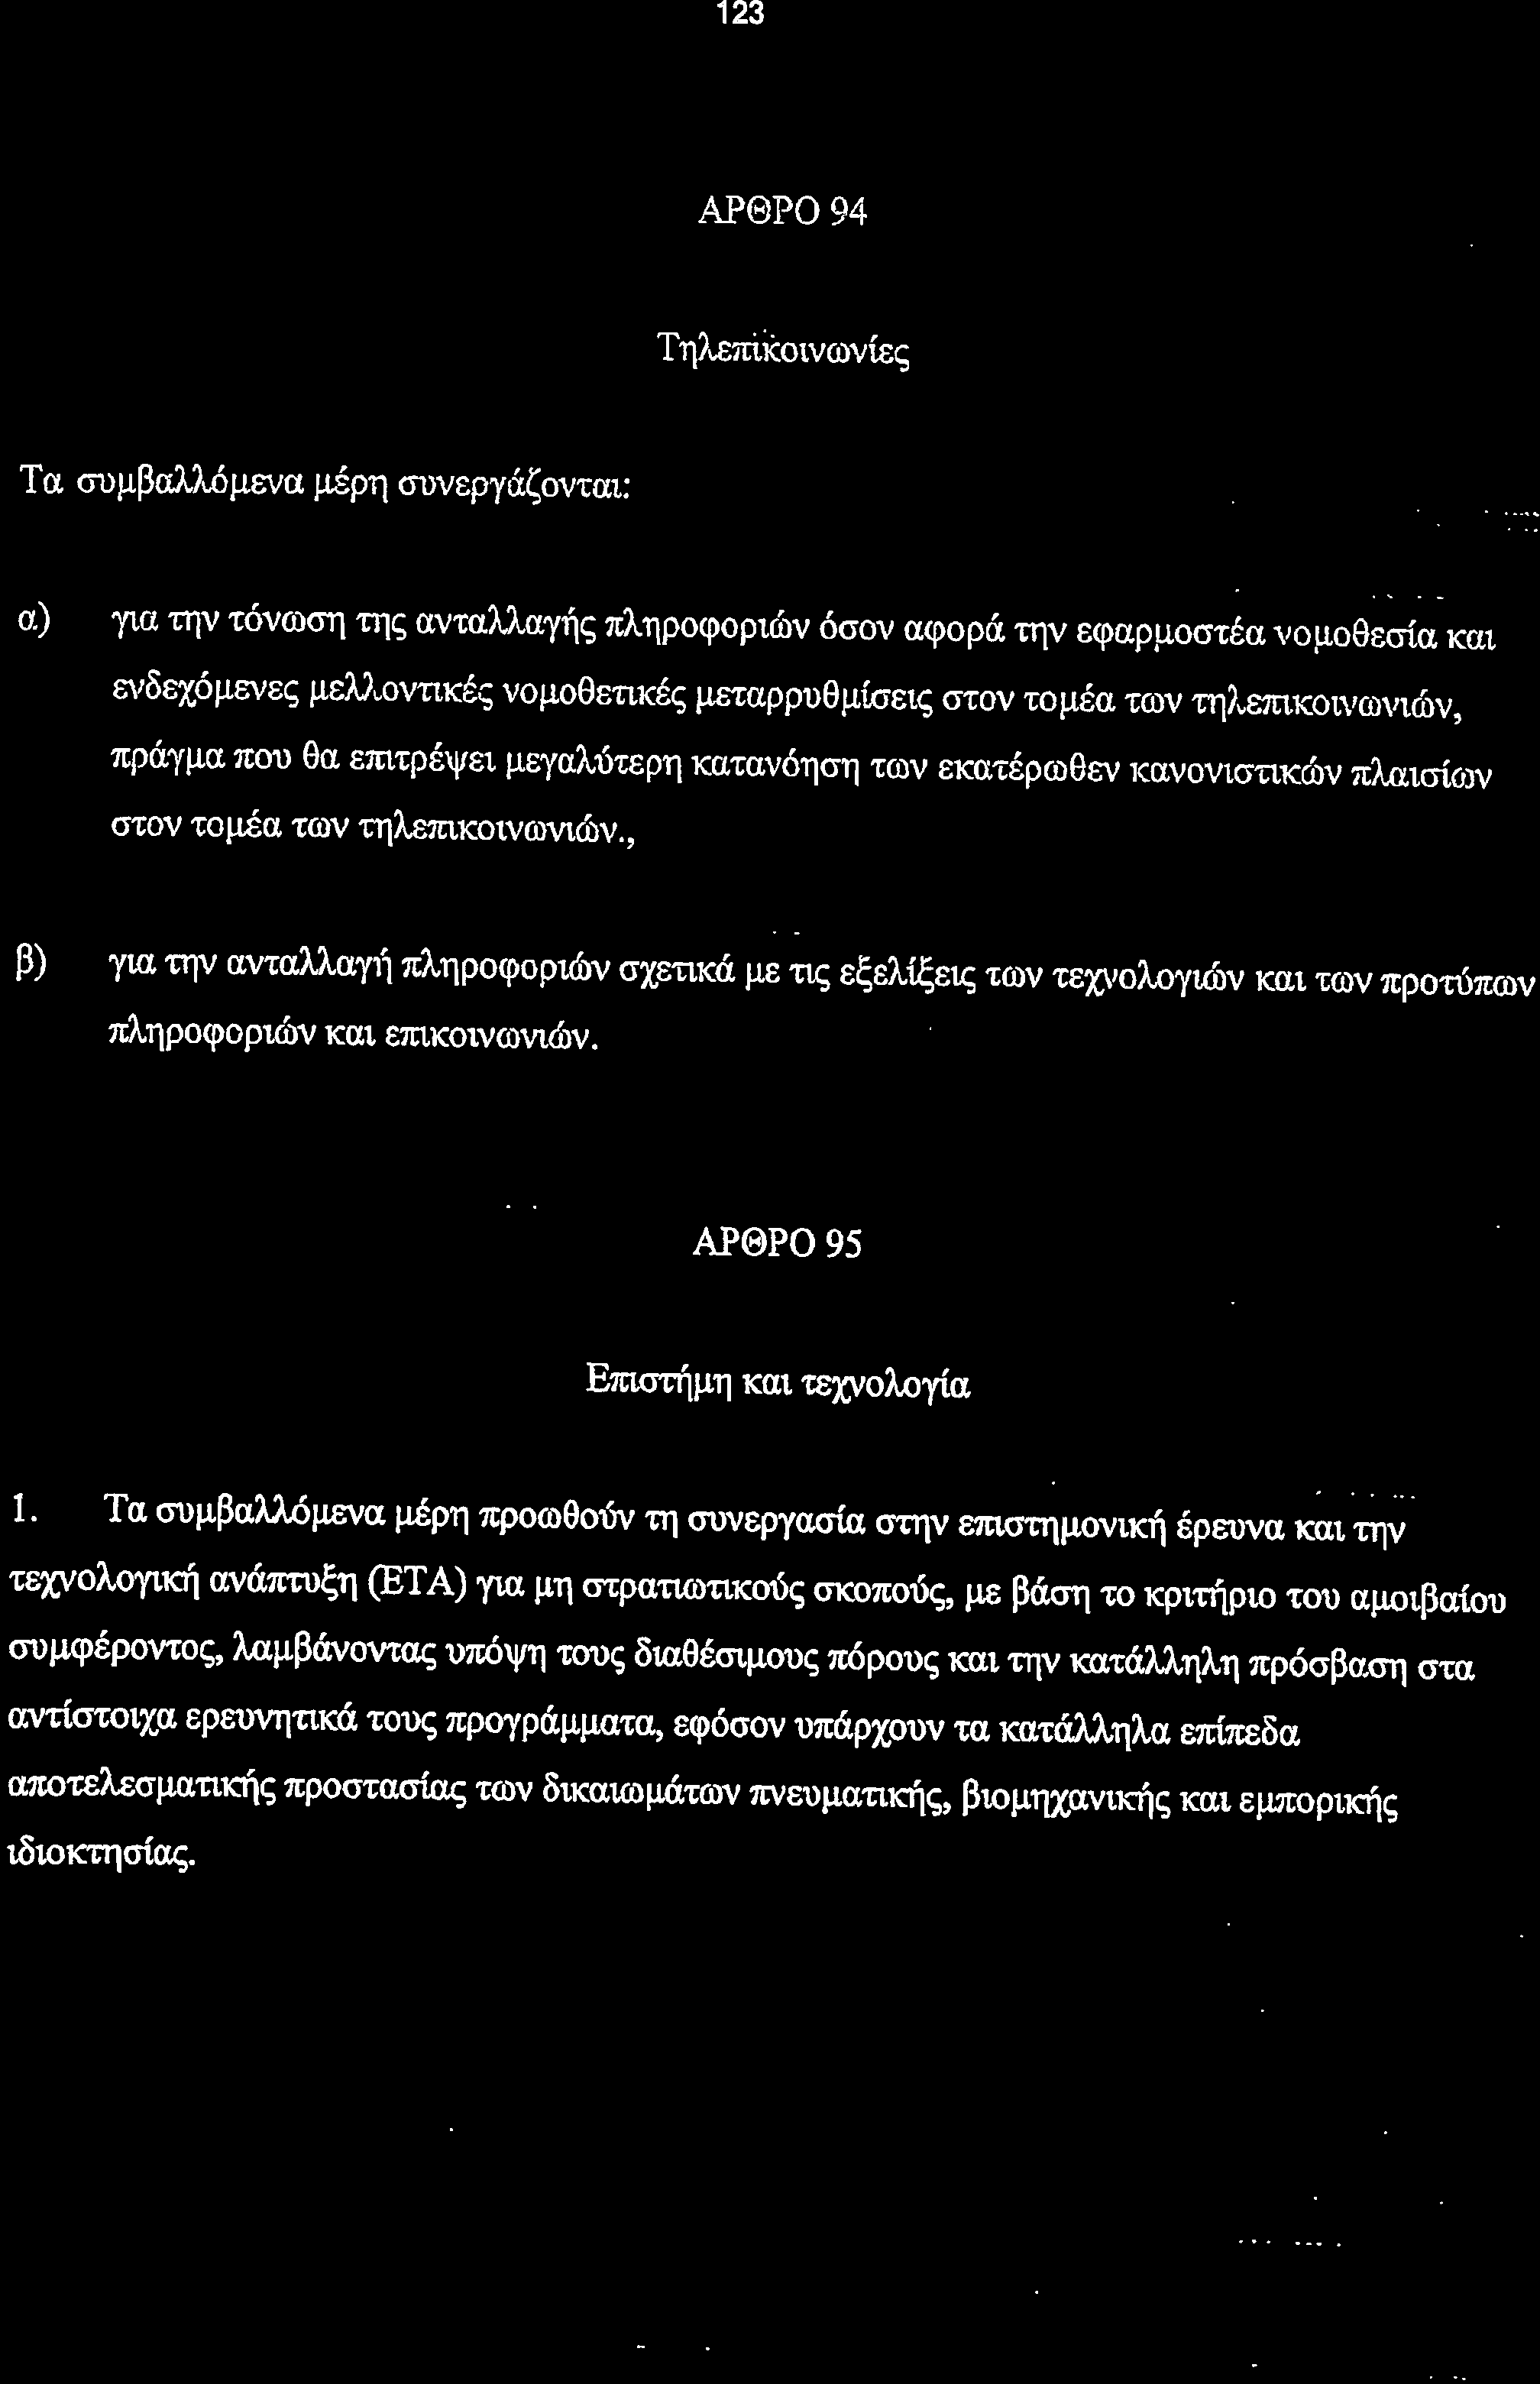 123
ΑΡΘΡΟ 94
Τηλεπικοινωνίες
Τα συμβαλλόμενα μέρη συνεργάζονται:
α) για την τόνωση της ανταλλαγής πληροφοριών όσον αφορά την εφαρμοστέα νομοθεσία και
ενδεχόμενες μελλοντικές νομοθετικές μεταρρυθμίσεις στον τομέα των τηλεπικοινωνιών,
πράγμα που θα επιτρέψει μεγαλύτερη κατανόηση των εκατέρωθεν κανονιστικών πλαισίων
στον τομέα των τηλεπικοινωνιών.,
β) για την ανταλλαγή πληροφοριών σχετικά με τις εξελίξεις των τεχνολογιών και των προτύπων
πληροφοριών και επικοινωνιών.
ΑΡΘΡΟ 95
Επιστήμη και τεχνολογία
1. Τα συμβαλλόμενα μέρη προωθούν τη συνεργασία στην επιστημονική έρευνα και την
τεχνολογική ανάπτυξη (ΕΤΑ) για μη στρατιωτικούς σκοπούς, με βάση το κριτήριο του αμοιβαίου
συμφέροντος, λαμβάνοντας υπόψη τους διαθέσιμους πόρους και την κατάλληλη πρόσβαση στα
αντίστοιχα ερευνητικά τους προγράμματα, εφόσον υπάρχουν τα κατάλληλα επίπεδα
αποτελεσματικής προστασίας των δικαιωμάτων πνευματικής, βιομηχανικής και εμπορικής
ιδιοκτησίας.